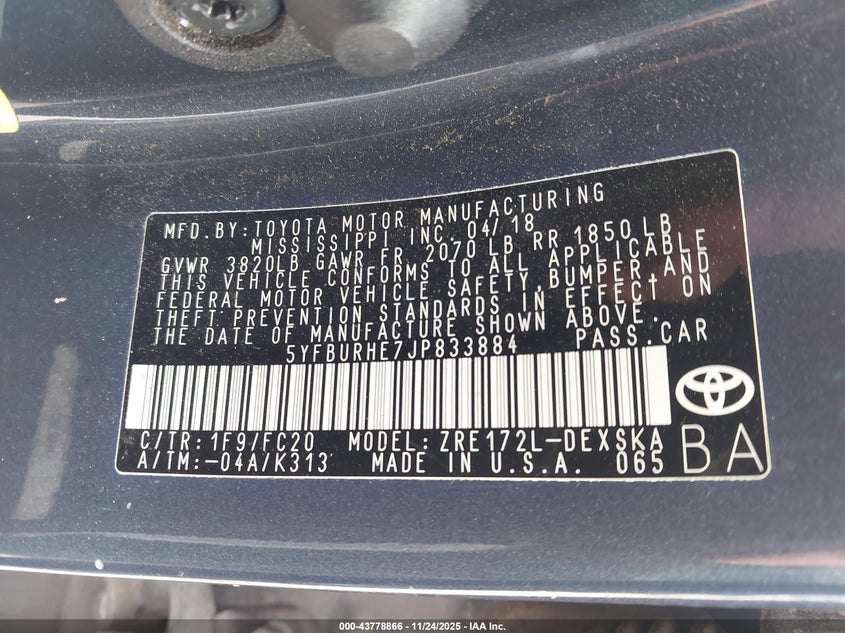 MFD. BY: TOYOTA MOTOR MANUFACTURING
MISSISSIPPI INC. 04/18
GVWR 3820LB GAWR FR 2070 LB RR 1850 LB
THIS VEHICLE CONFORMS TO ALL APPLICABLE
FEDERAL MOTOR VEHICLE SAFETY, BUMPER, AND
THEFT PREVENTION STANDARDS IN EFFECT ON
THE DATE OF MANUFACTURE SHOWN ABOVE.
5YFBURHE7JP833884 PASS. CAR
C/TR: 1F9/FC20 MODEL: ZRE172L-DEXSKA
A/TM:-04A/K313 MADE IN U.S.A. 065 BA
000-43778866 - 11/24/2025 - IAA Inc.